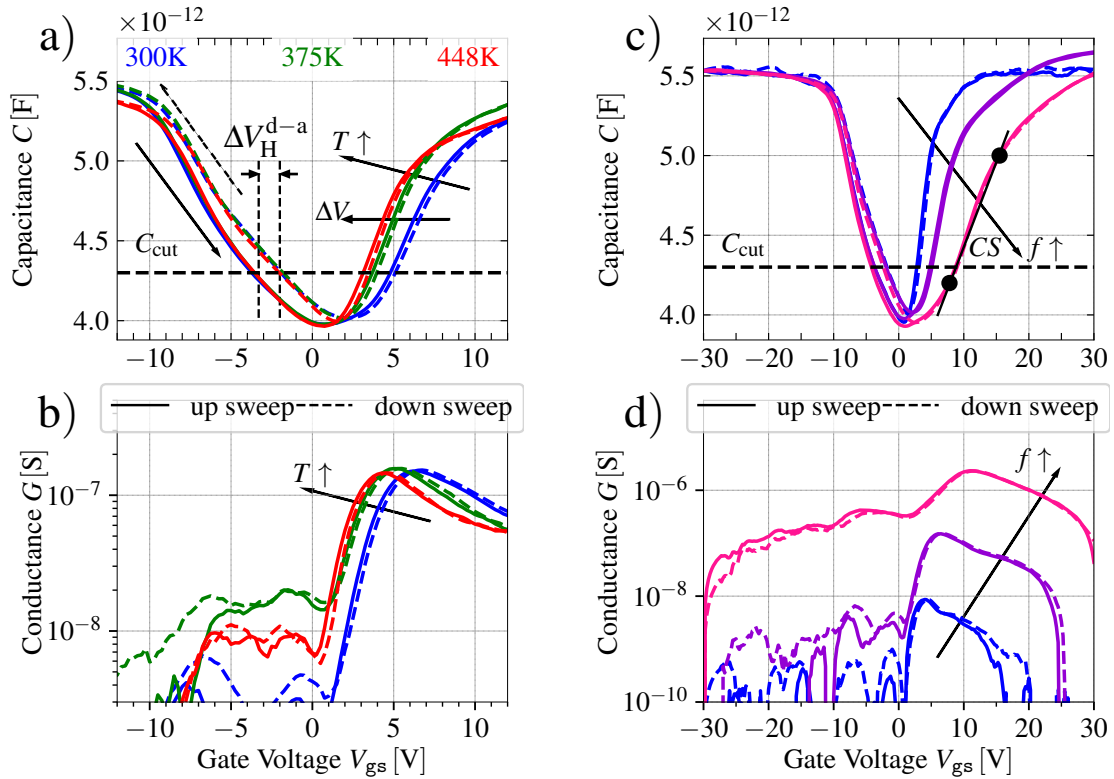 a)
×10⁻¹²
300K 375K 448K
Capacitance C [F]
5.5
5.0
4.5
4.0
ΔV_H^{d−a}
T ↑
ΔV
C_cut
−10 −5 0 5 10
c)
×10⁻¹²
Capacitance C [F]
5.5
5.0
4.5
4.0
C_cut
CS
f ↑
−30 −20 −10 0 10 20 30
b)
up sweep down sweep
Conductance G [S]
10⁻⁷
10⁻⁸
T ↑
−10 −5 0 5 10
Gate Voltage V_gs [V]
d)
up sweep down sweep
Conductance G [S]
10⁻⁶
10⁻⁸
10⁻¹⁰
f ↑
−30 −20 −10 0 10 20 30
Gate Voltage V_gs [V]